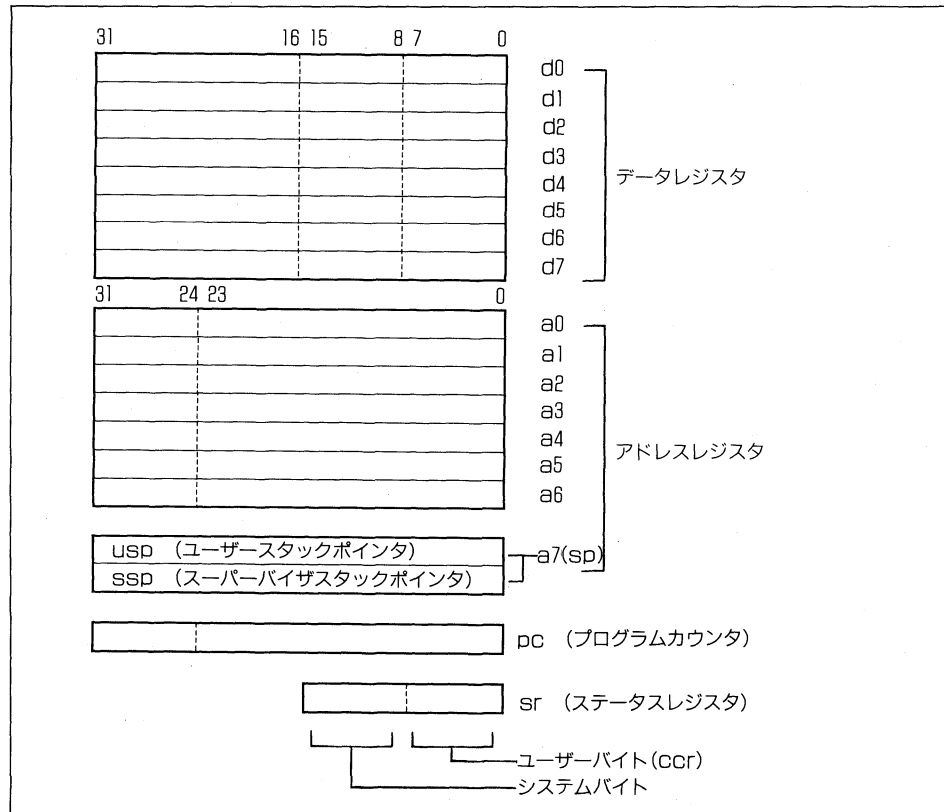 31 16 15 8 7 0
d0
d1
d2
d3
d4
d5
d6
d7
データレジスタ
31 24 23 0
a0
a1
a2
a3
a4
a5
a6
アドレスレジスタ
usp (ユーザースタックポインタ)
ssp (スーパーバイザスタックポインタ)
a7(sp)
pc (プログラムカウンタ)
sr (ステータスレジスタ)
ユーザーバイト(ccr)
システムバイト